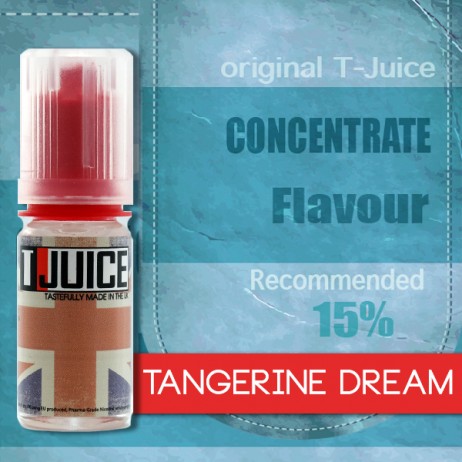 original T-Juice
CONCENTRATE
Flavour
Recommended
15%
TANGERINE DREAM
T JUICE
TASTEFULLY MADE IN THE UK